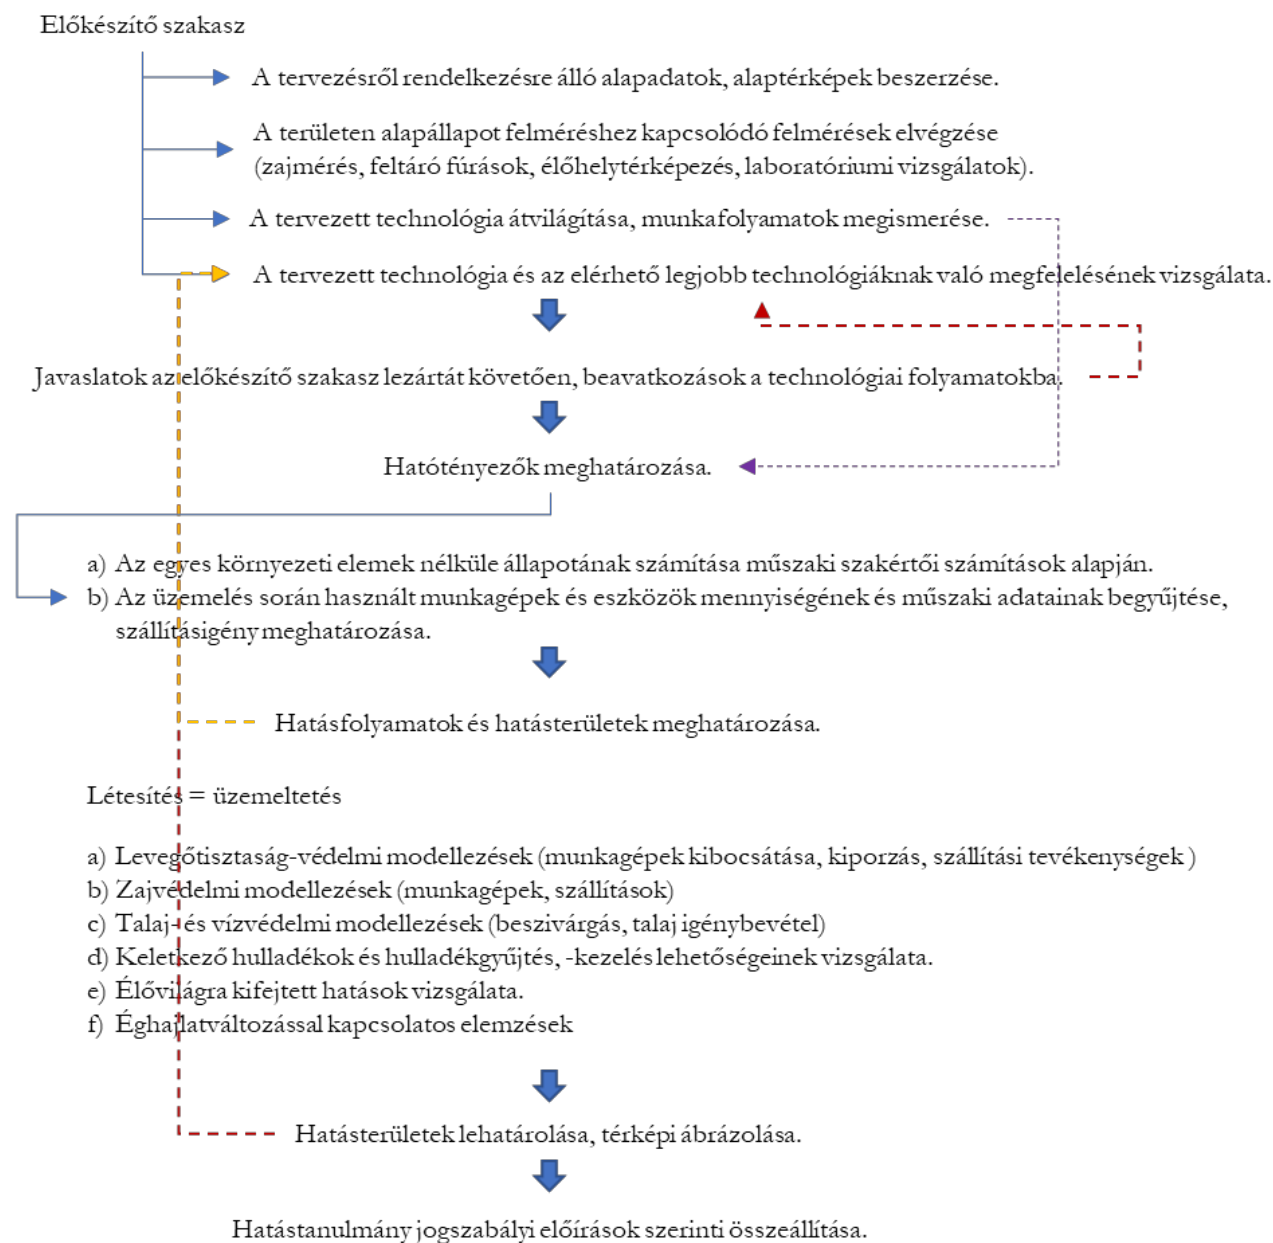 Előkészítő szakasz
A tervezésről rendelkezésre álló alapadatok, alaptérképek beszerzése.
A területen alapállapot felméréshez kapcsolódó felmérések elvégzése
(zajmérés, feltáró fúrások, élőhelytérképezés, laboratóriumi vizsgálatok).
A tervezett technológia átvilágítása, munkafolyamatok megismerése.
A tervezett technológia és az elérhető legjobb technológiáknak való megfelelésének vizsgálata.
Javaslatok az előkészítő szakasz lezártát követően, beavatkozások a technológiai folyamatokba.
Hatótényezők meghatározása.
a) Az egyes környezeti elemek nélküle állapotának számítása műszaki szakértői számítások alapján.
b) Az üzemelés során használt munkagépek és eszközök mennyiségének és műszaki adatainak begyűjtése,
szállításigény meghatározása.
Hatásfolyamatok és hatásterületek meghatározása.
Létesítés = üzemeltetés
a) Levegőtisztaság-védelmi modellezések (munkagépek kibocsátása, kiporzás, szállítási tevékenységek )
b) Zajvédelmi modellezések (munkagépek, szállítások)
c) Talaj- és vízvédelmi modellezések (beszivárgás, talaj igénybevétel)
d) Keletkező hulladékok és hulladékgyűjtés, -kezelés lehetőségeinek vizsgálata.
e) Élővilágra kifejtett hatások vizsgálata.
f) Éghajlatváltozással kapcsolatos elemzések
Hatásterületek lehatárolása, térképi ábrázolása.
Hatástanulmány jogszabályi előírások szerinti összeállítása.